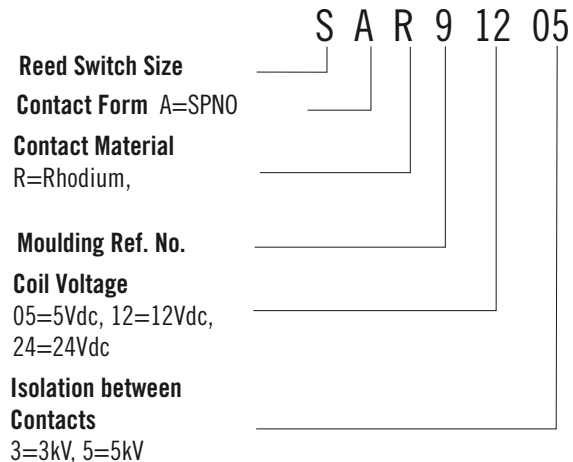 S A R 9 12 05
Reed Switch Size
Contact Form A=SPNO
Contact Material
R=Rhodium,
Moulding Ref. No.
Coil Voltage
05=5Vdc, 12=12Vdc,
24=24Vdc
Isolation between
Contacts
3=3kV, 5=5kV